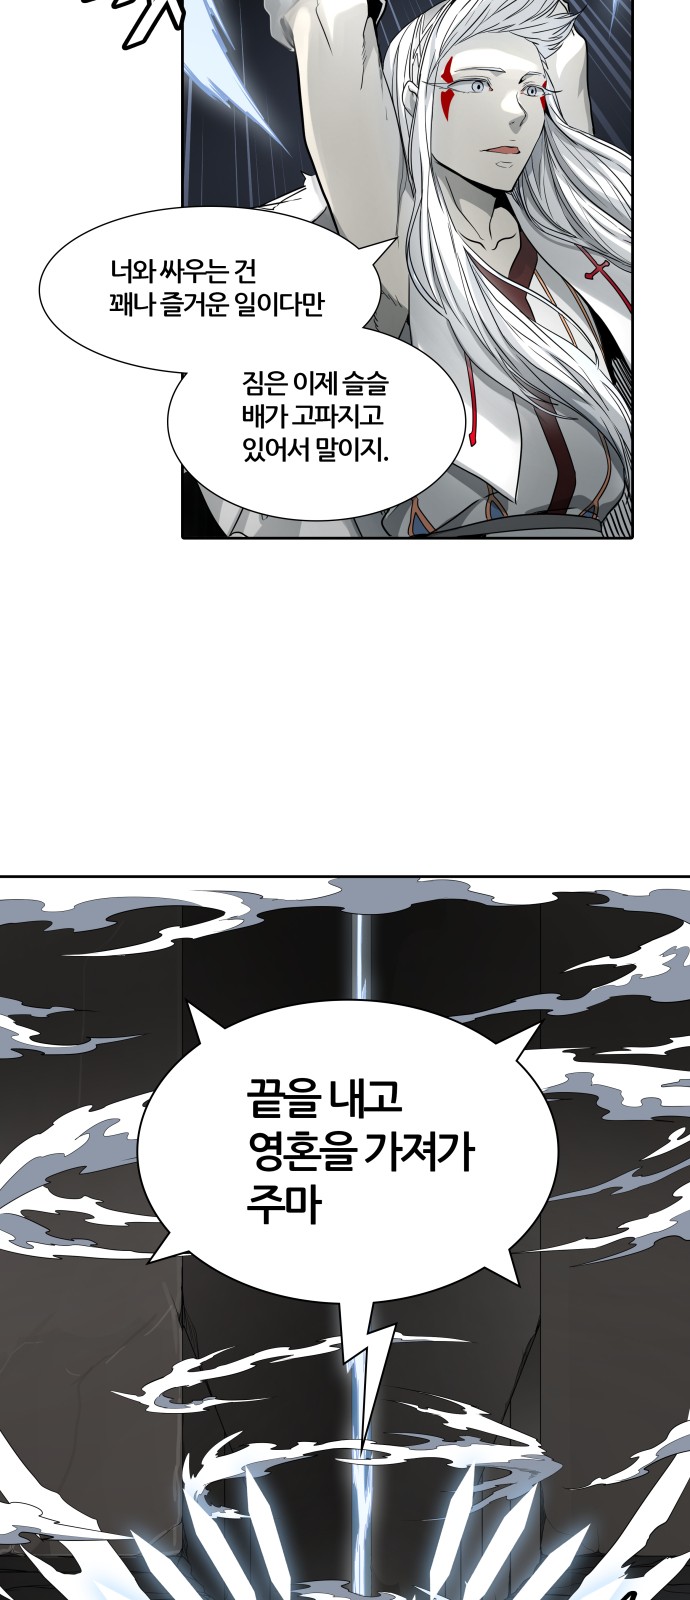 너와 싸우는 건
꽤나 즐거운 일이다만
짐은 이제 슬슬
배가 고파지고
있어서 말이지.
끝을 내고
영혼을 가져가
주마